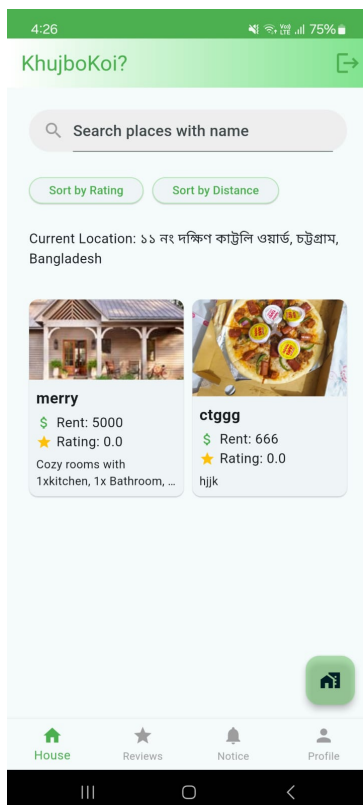 4:26
75%
KhujboKoi?
Search places with name
Sort by Rating
Sort by Distance
Current Location: ১১ নং দক্ষিণ কাট্টলি ওয়ার্ড, চট্টগ্রাম,
Bangladesh
merry
$ Rent: 5000
Rating: 0.0
Cozy rooms with
1xkitchen, 1x Bathroom, ...
ctggg
$ Rent: 666
Rating: 0.0
hjjk
House
Reviews
Notice
Profile